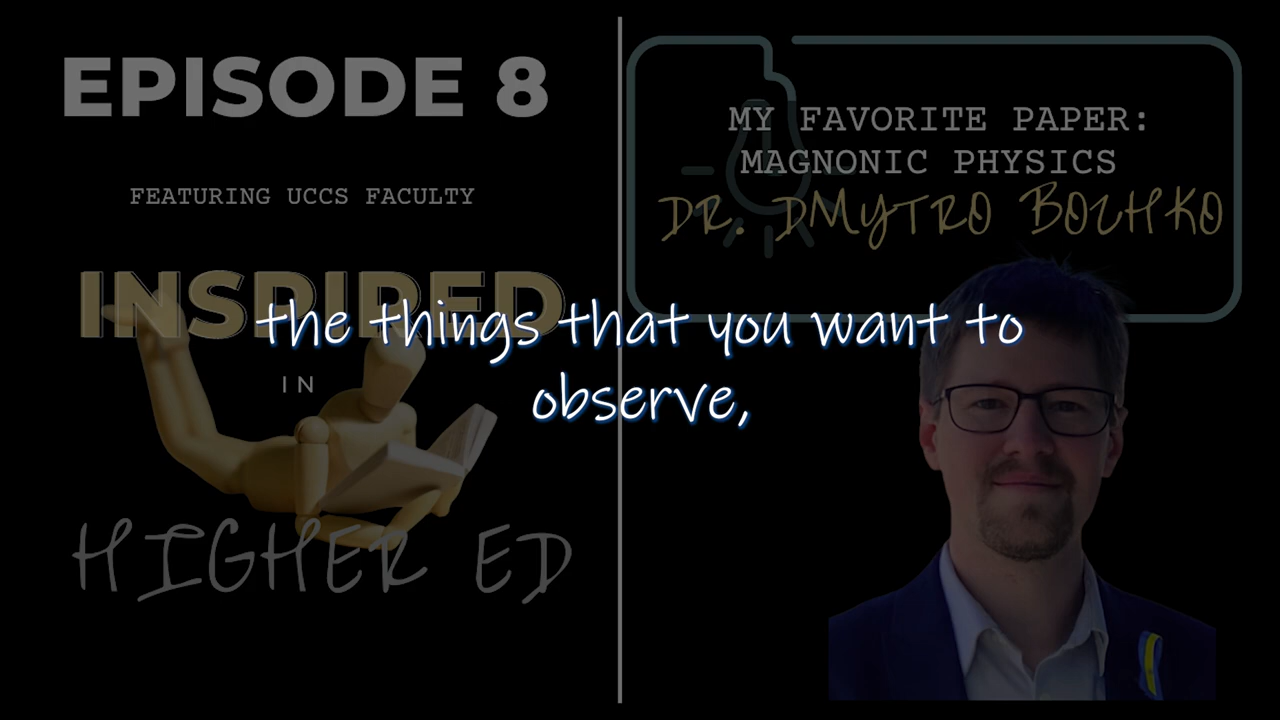 EPISODE 8
FEATURING UCCS FACULTY
INSPIRED
IN
HIGHER ED
MY FAVORITE PAPER:
MAGNONIC PHYSICS
DR. DMYTRO BOZHKO
the things that you want to
observe,